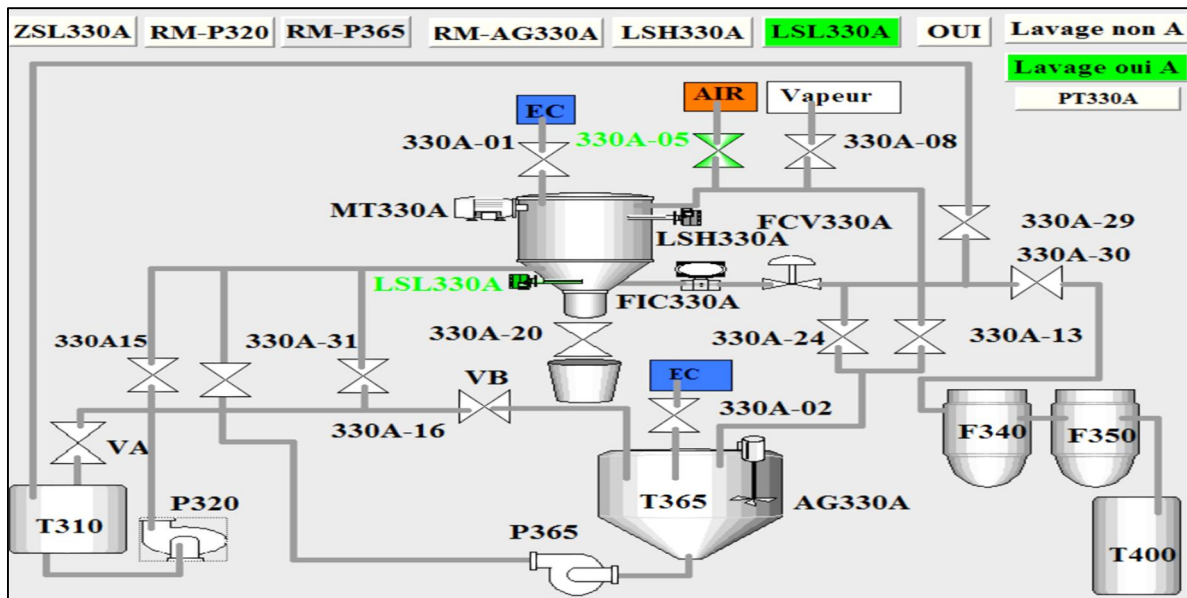 ZSL330A RM-P320 RM-P365 RM-AG330A LSH330A LSL330A OUI Lavage non A
Lavage oui A
PT330A
EC AIR Vapeur
330A-01 330A-05 330A-08
MT330A
LSH330A FCV330A 330A-29
330A-30
LSL330A FIC330A
330A15 330A-31 330A-20 330A-24 330A-13
VB EC
330A-02
VA 330A-16
F340 F350
T310 P320 T365 AG330A
P365 T400